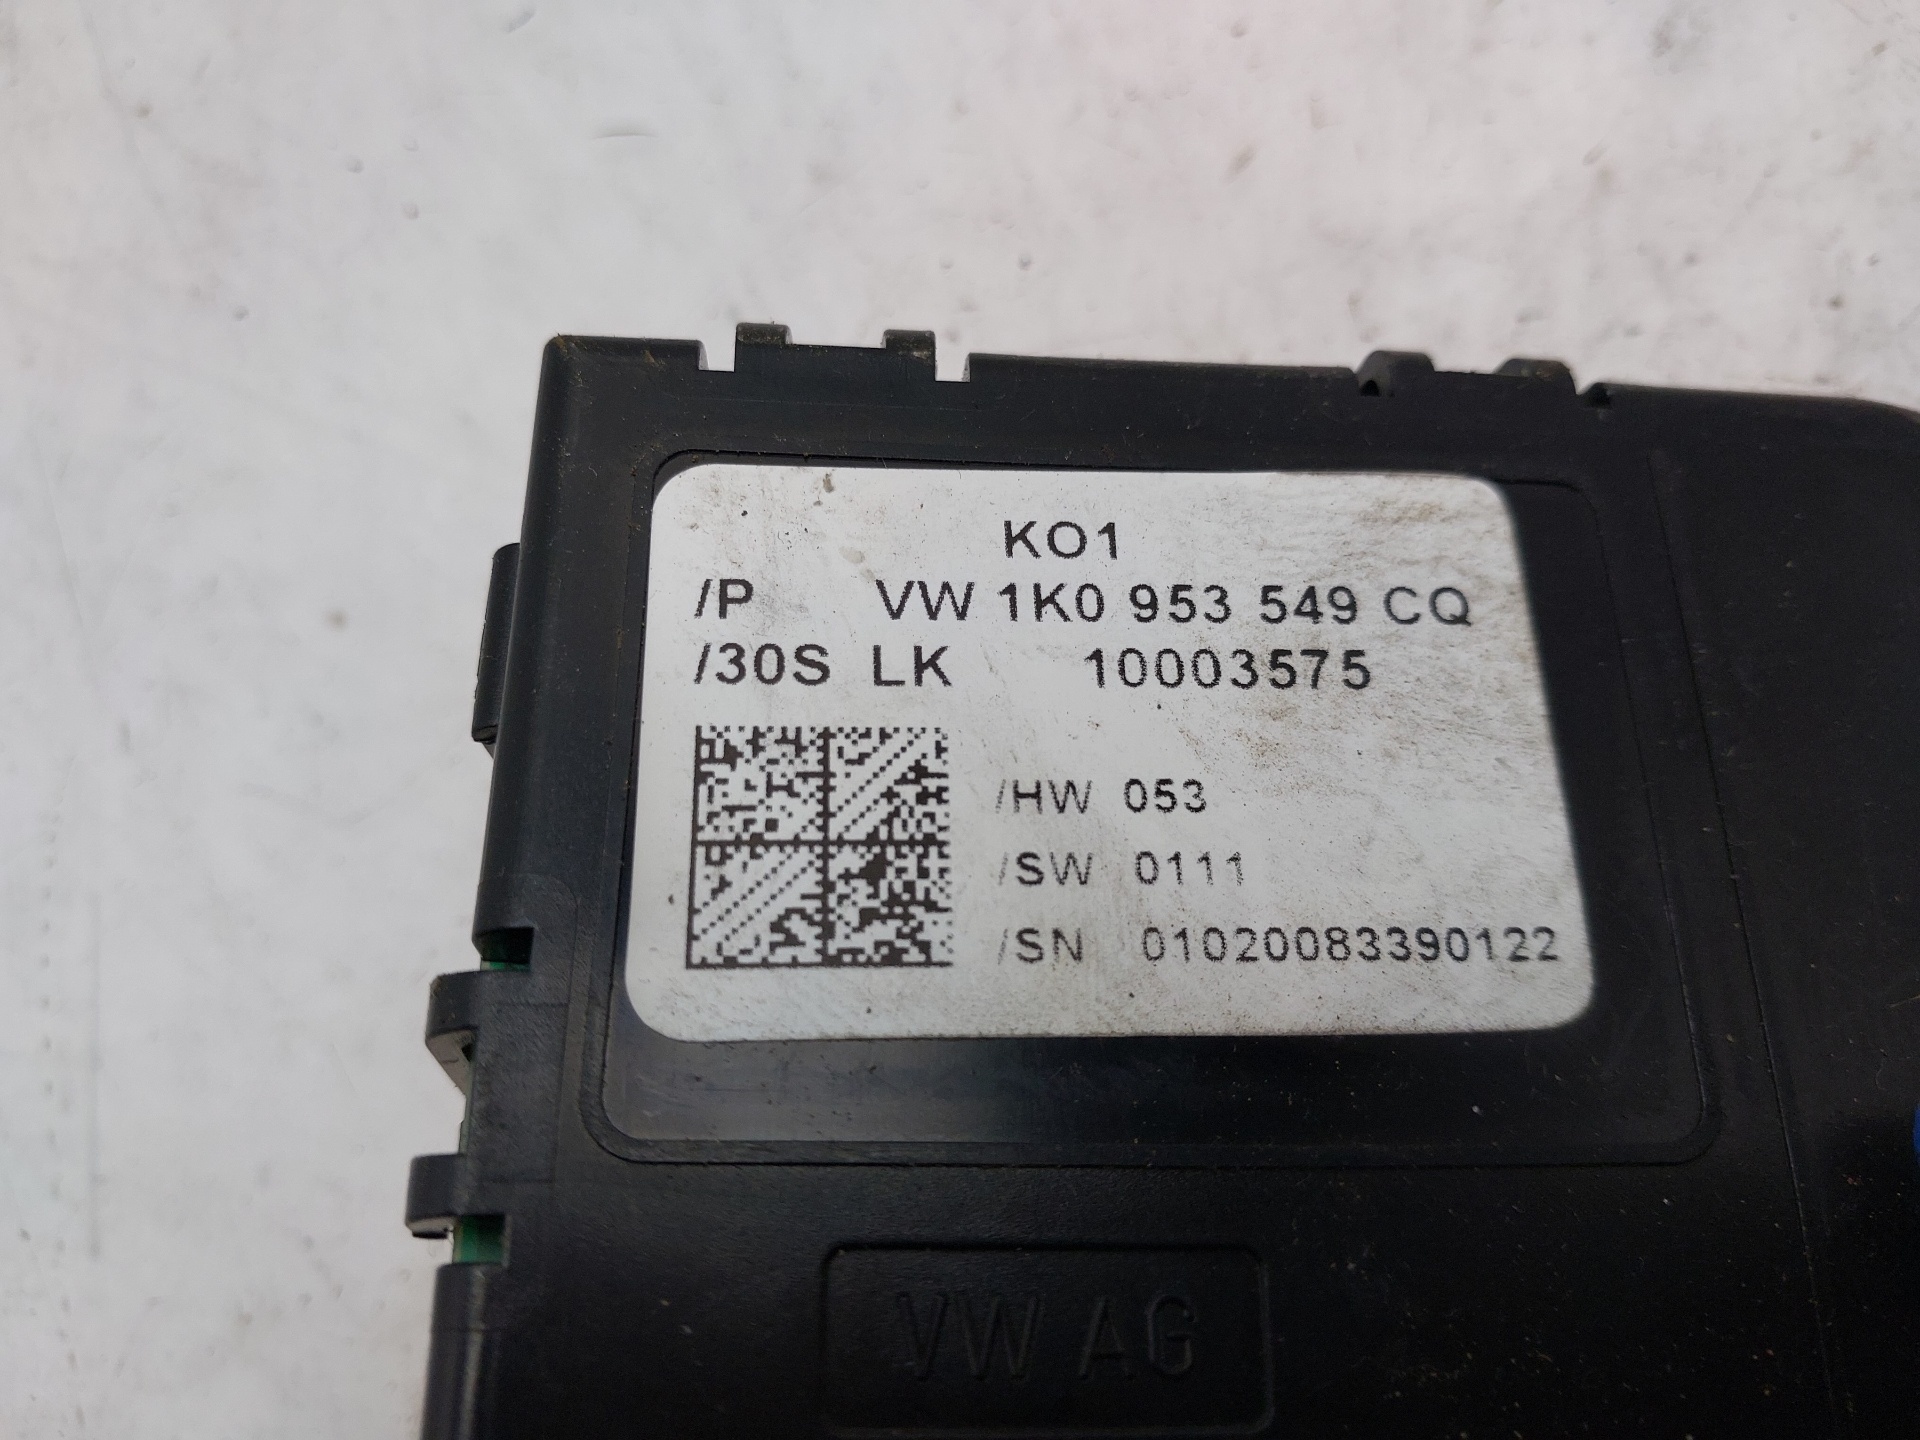 KO1
/P VW 1K0 953 549 CQ
/30S LK 10003575
/HW 053
/SW 0111
/SN 01020083390122
VW AG